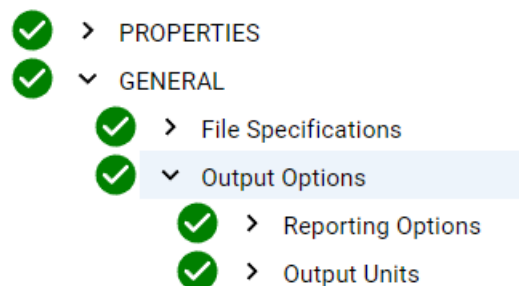 PROPERTIES
GENERAL
File Specifications
Output Options
Reporting Options
Output Units